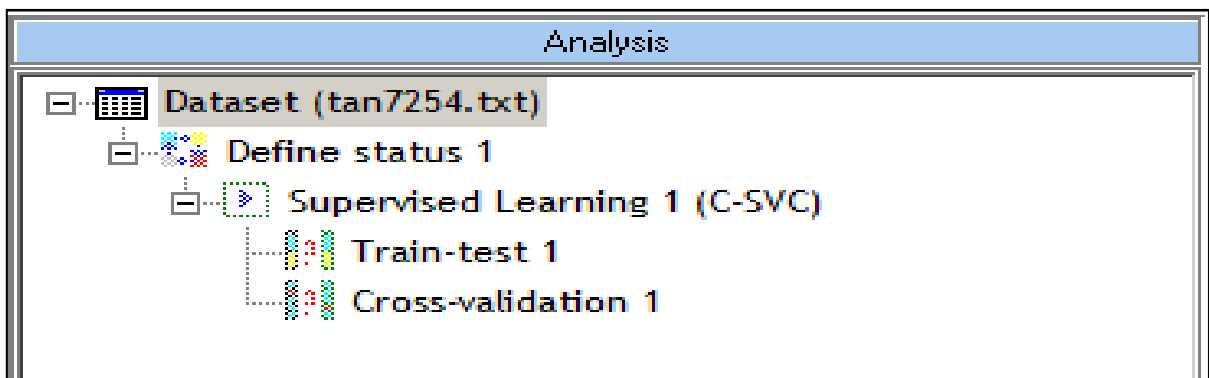 Analysis
Dataset (tan7254.txt)
Define status 1
Supervised Learning 1 (C-SVC)
Train-test 1
Cross-validation 1